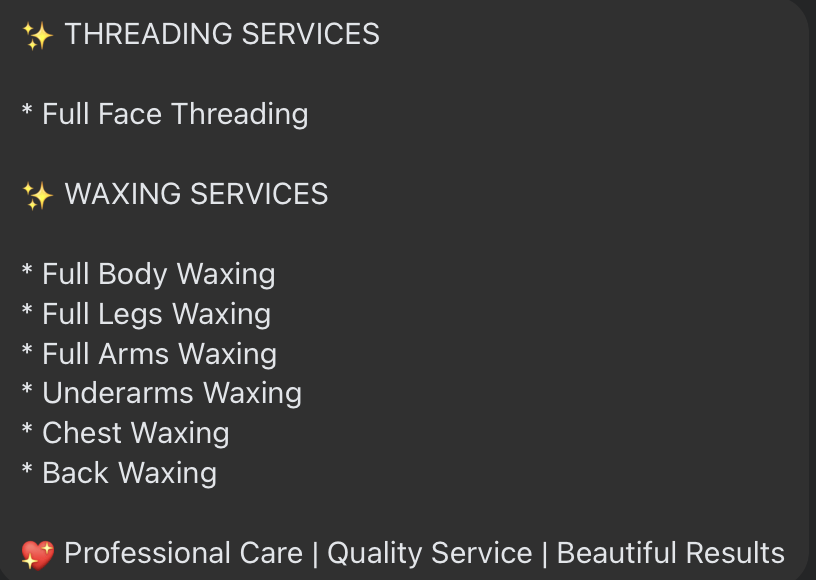 ✨ THREADING SERVICES
* Full Face Threading
✨ WAXING SERVICES
* Full Body Waxing
* Full Legs Waxing
* Full Arms Waxing
* Underarms Waxing
* Chest Waxing
* Back Waxing
💖 Professional Care | Quality Service | Beautiful Results